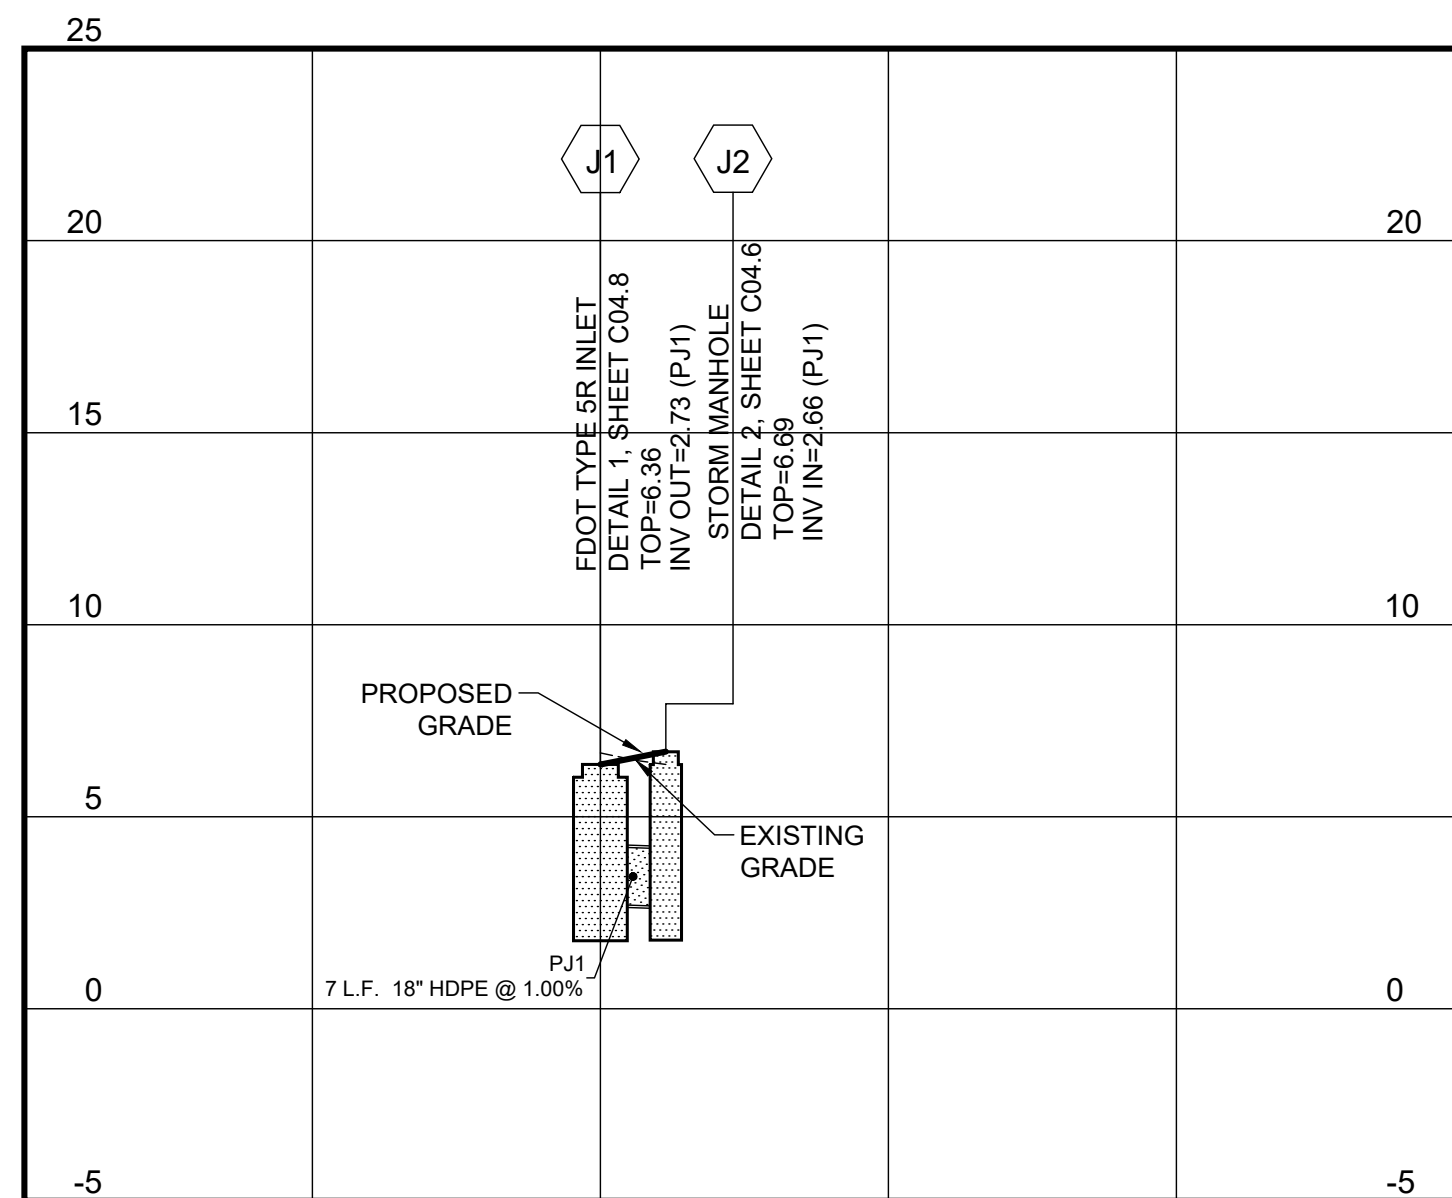 25
J1
J2
20
20
FDOT TYPE 5R INLET
DETAIL 1, SHEET C04.8
TOP=6.36
INV OUT=2.73 (PJ1)
STORM MANHOLE
DETAIL 2, SHEET C04.6
TOP=6.69
INV IN=2.66 (PJ1)
15
10
10
PROPOSED
GRADE
5
EXISTING
GRADE
PJ1
7 L.F. 18" HDPE @ 1.00%
0
0
-5
-5